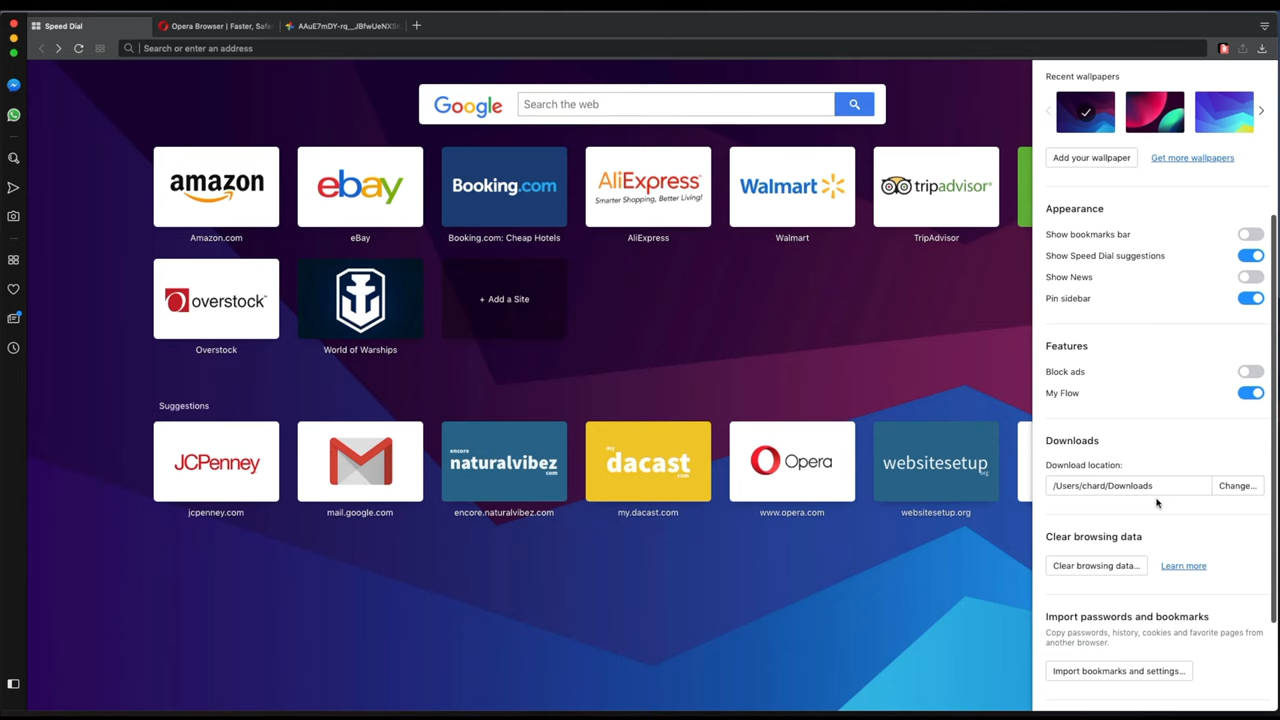 Speed Dial
Opera Browser | Faster, Safe
AAuE7mDY-rq__JBfwUeNXS
Search or enter an address
Google
Search the web
amazon
ebay
Booking.com
AliExpress
Smarter Shopping, Better Living!
Walmart
tripadvisor
Amazon.com
eBay
Booking.com: Cheap Hotels
AliExpress
Walmart
TripAdvisor
overstock
+ Add a Site
Overstock
World of Warships
Suggestions
JCPenney
encore
naturalvibez
.com
my
dacast
.com
Opera
websitesetup
.org
jcpenney.com
mail.google.com
encore.naturalvibez.com
my.dacast.com
www.opera.com
websitesetup.org
Recent wallpapers
Add your wallpaper
Get more wallpapers
Appearance
Show bookmarks bar
Show Speed Dial suggestions
Show News
Pin sidebar
Features
Block ads
My Flow
Downloads
Download location:
/Users/chard/Downloads
Change...
Clear browsing data
Clear browsing data...
Learn more
Import passwords and bookmarks
Copy passwords, history, cookies and favorite pages from
another browser.
Import bookmarks and settings...